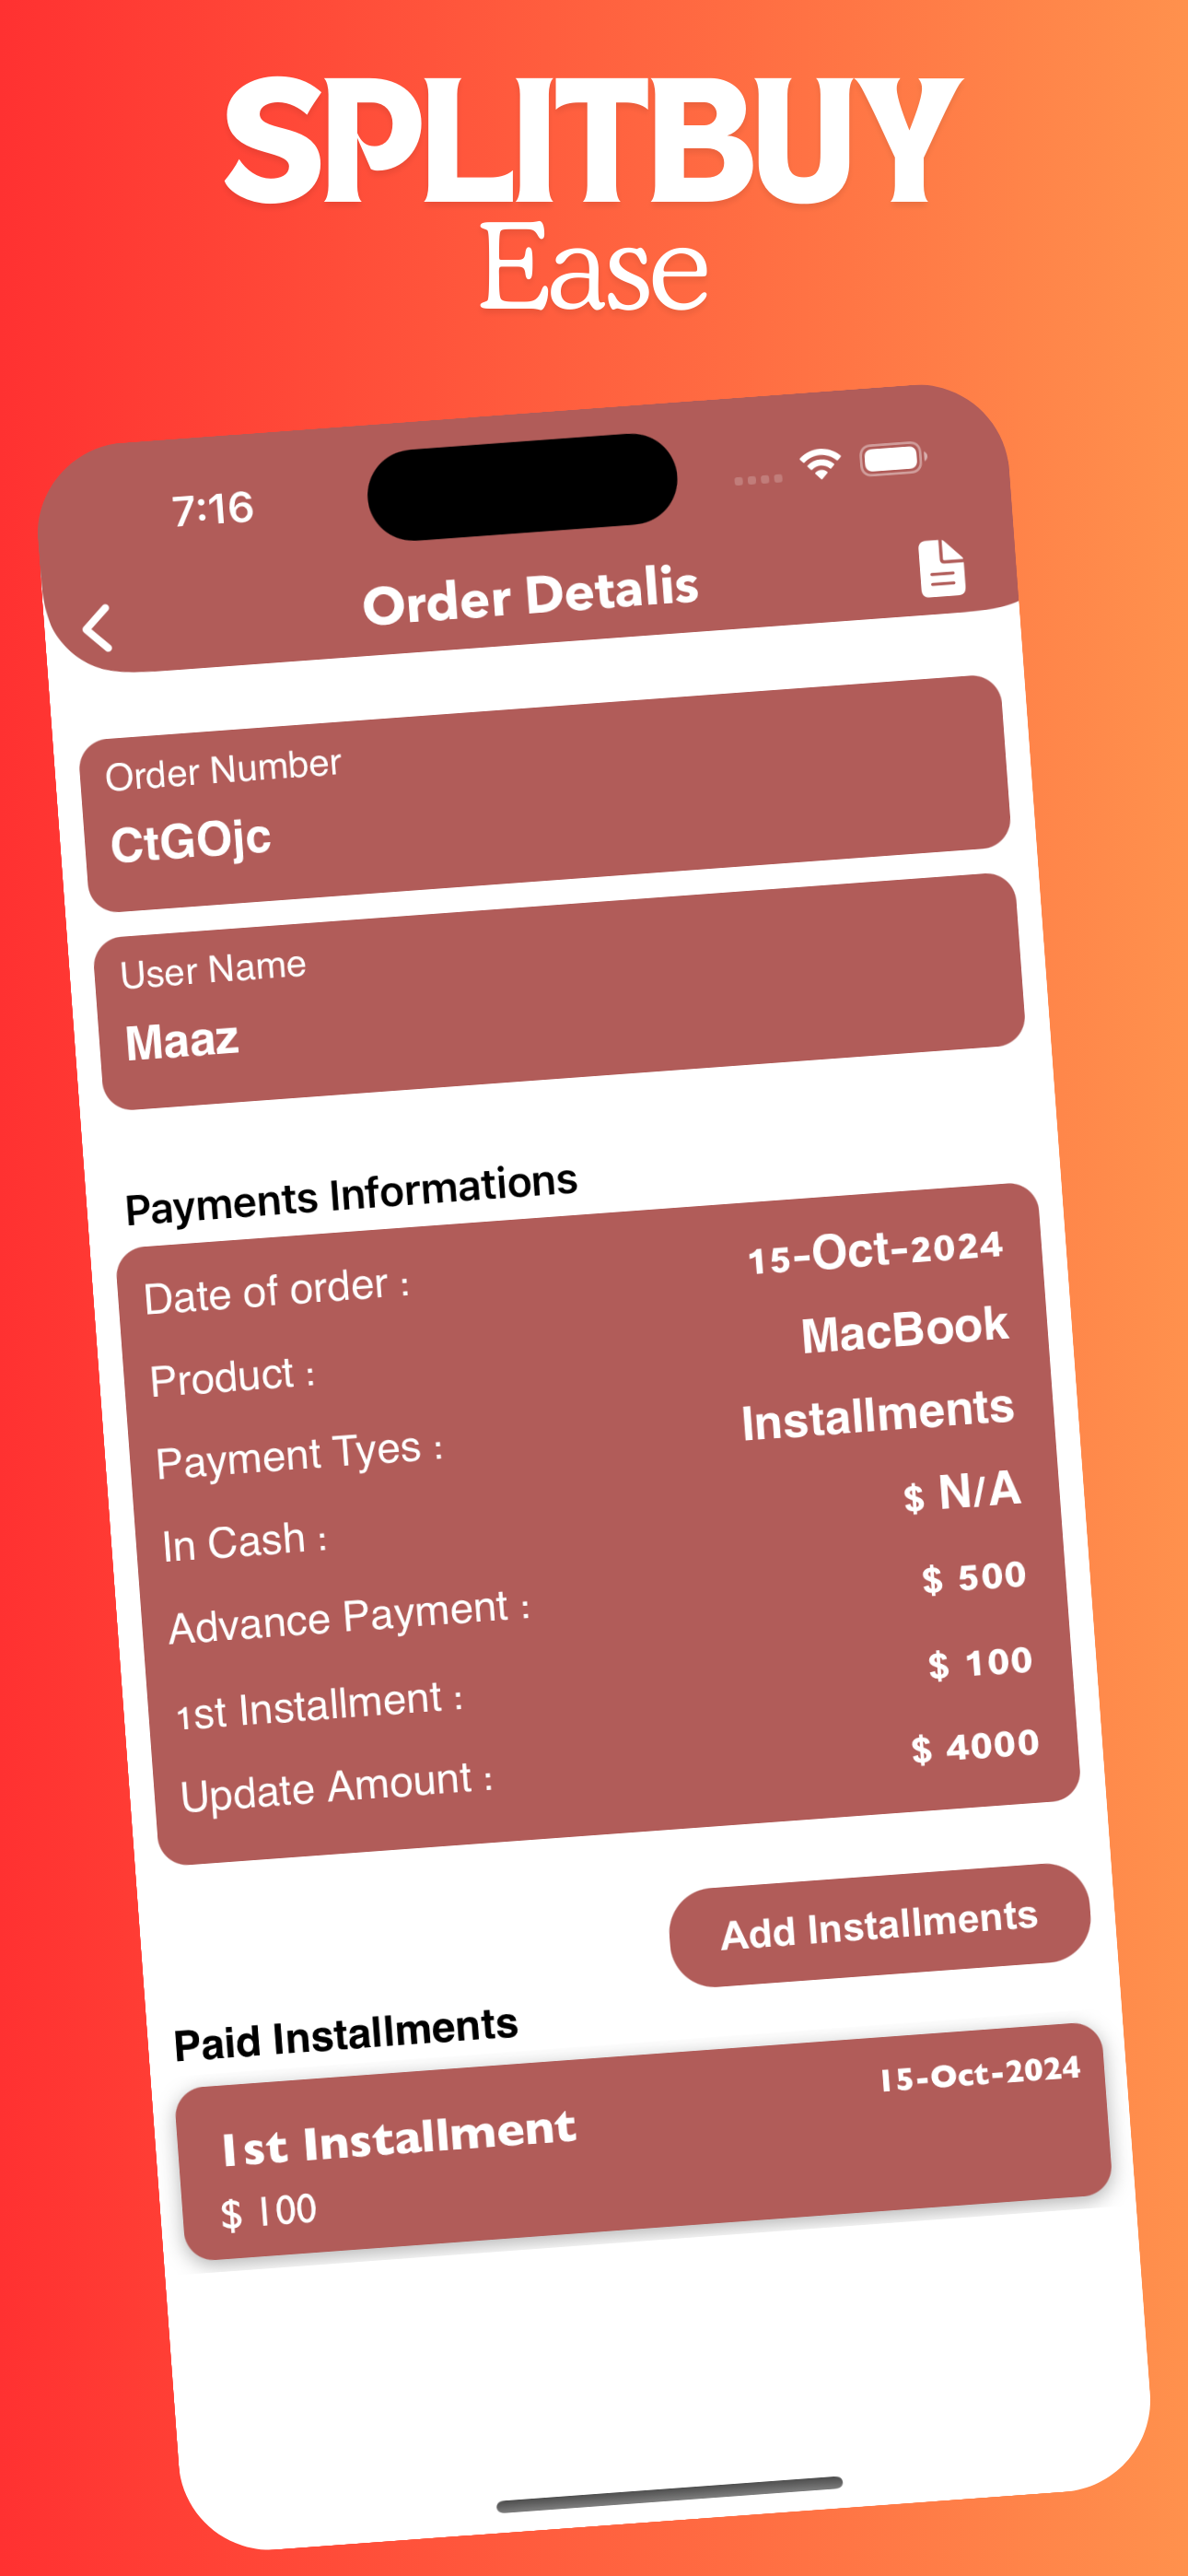 SPLITBUY
Ease
7:16
Order Detalis
Order Number
CtGOjc
User Name
Maaz
Payments Informations
Date of order : 15-Oct-2024
Product : MacBook
Payment Tyes : Installments
In Cash : $ N/A
Advance Payment : $ 500
1st Installment : $ 100
Update Amount : $ 4000
Add Installments
Paid Installments
15-Oct-2024
1st Installment
$ 100